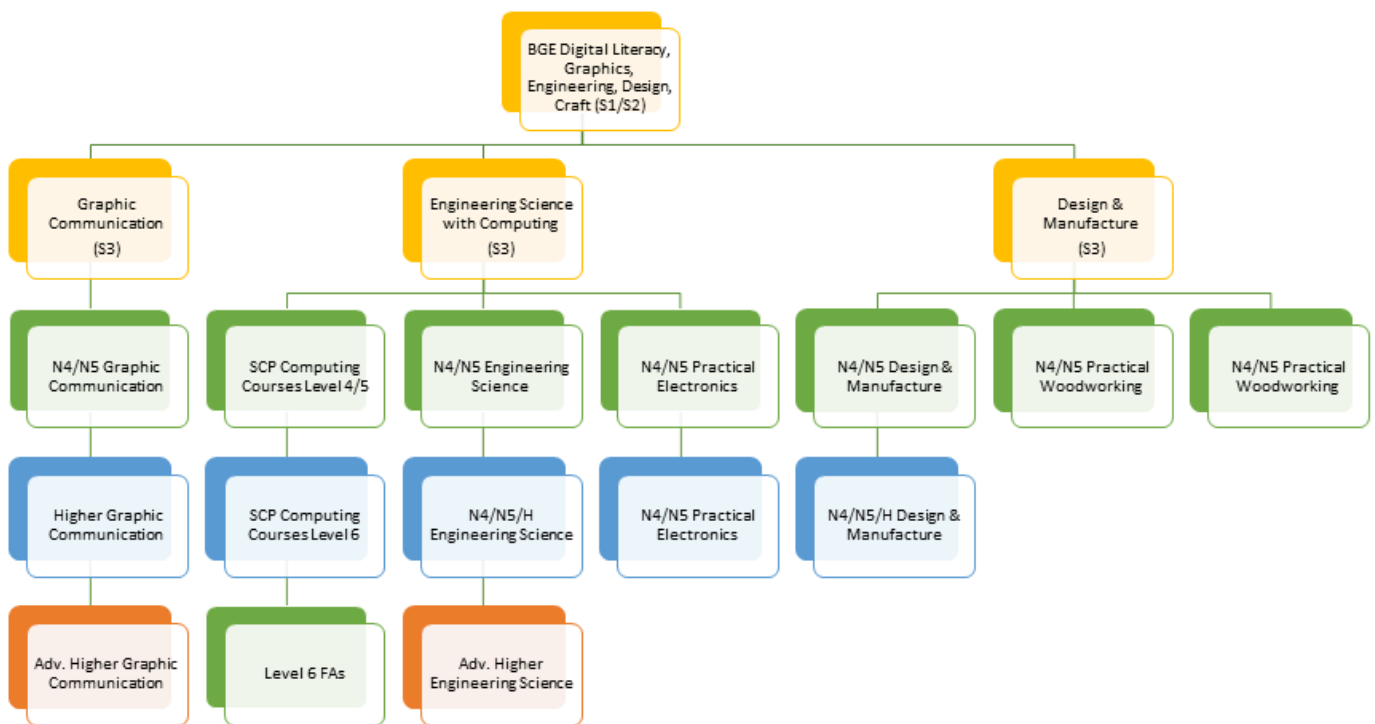 BGE Digital Literacy,
Graphics,
Engineering, Design,
Craft (S1/S2)
Graphic
Communication
(S3)
Engineering Science
with Computing
(S3)
Design &
Manufacture
(S3)
N4/N5 Graphic
Communication
SCP Computing
Courses Level 4/5
N4/N5 Engineering
Science
N4/N5 Practical
Electronics
N4/N5 Design &
Manufacture
N4/N5 Practical
Woodworking
N4/N5 Practical
Woodworking
Higher Graphic
Communication
SCP Computing
Courses Level 6
N4/N5/H
Engineering Science
N4/N5 Practical
Electronics
N4/N5/H Design &
Manufacture
Adv. Higher Graphic
Communication
Level 6 FAs
Adv. Higher
Engineering Science